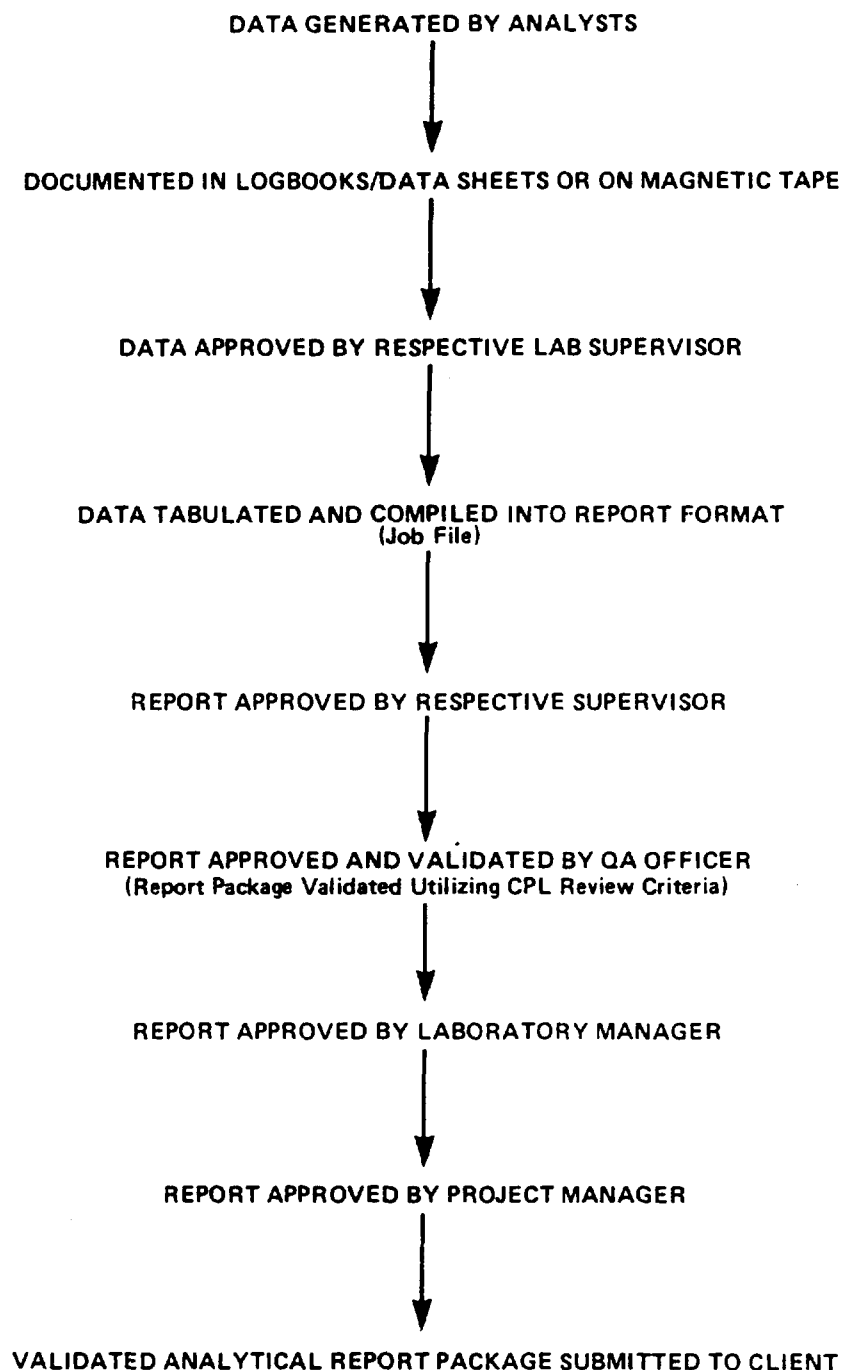 DATA GENERATED BY ANALYSTS
DOCUMENTED IN LOGBOOKS/DATA SHEETS OR ON MAGNETIC TAPE
DATA APPROVED BY RESPECTIVE LAB SUPERVISOR
DATA TABULATED AND COMPILED INTO REPORT FORMAT
(Job File)
REPORT APPROVED BY RESPECTIVE SUPERVISOR
REPORT APPROVED AND VALIDATED BY QA OFFICER
(Report Package Validated Utilizing CPL Review Criteria)
REPORT APPROVED BY LABORATORY MANAGER
REPORT APPROVED BY PROJECT MANAGER
VALIDATED ANALYTICAL REPORT PACKAGE SUBMITTED TO CLIENT